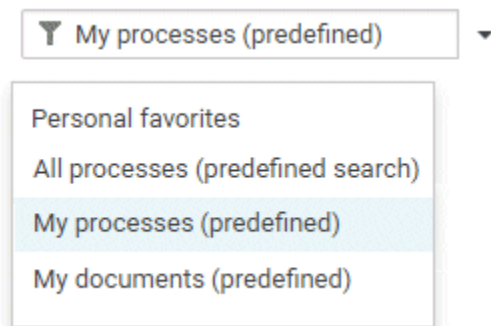 My processes (predefined)
Personal favorites
All processes (predefined search)
My processes (predefined)
My documents (predefined)